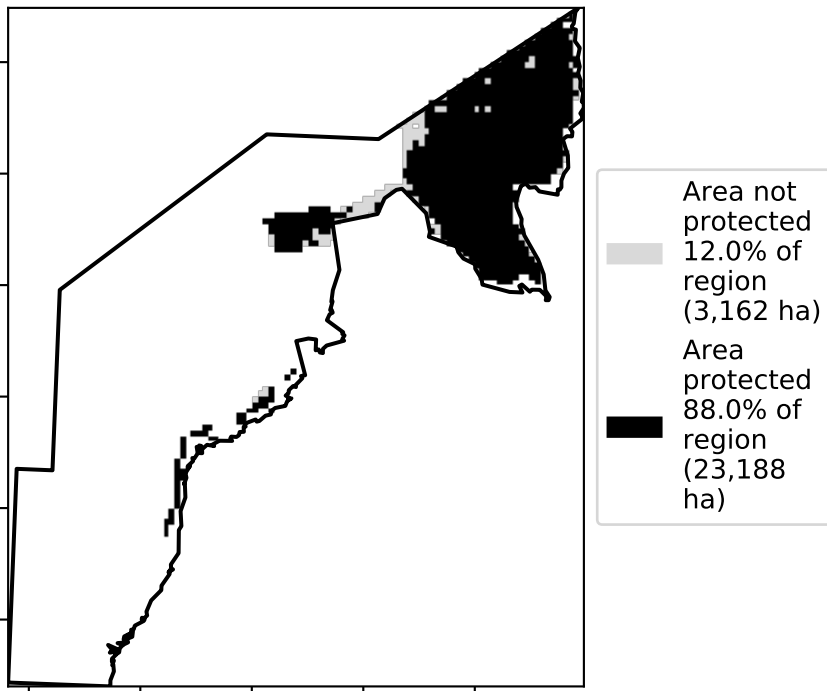 Area not
protected
12.0% of
region
(3,162 ha)
Area
protected
88.0% of
region
(23,188
ha)